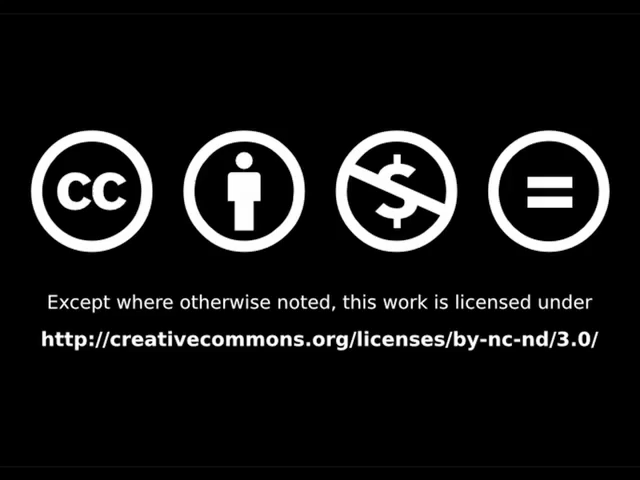 cc $ =
Except where otherwise noted, this work is licensed under
http://creativecommons.org/licenses/by-nc-nd/3.0/